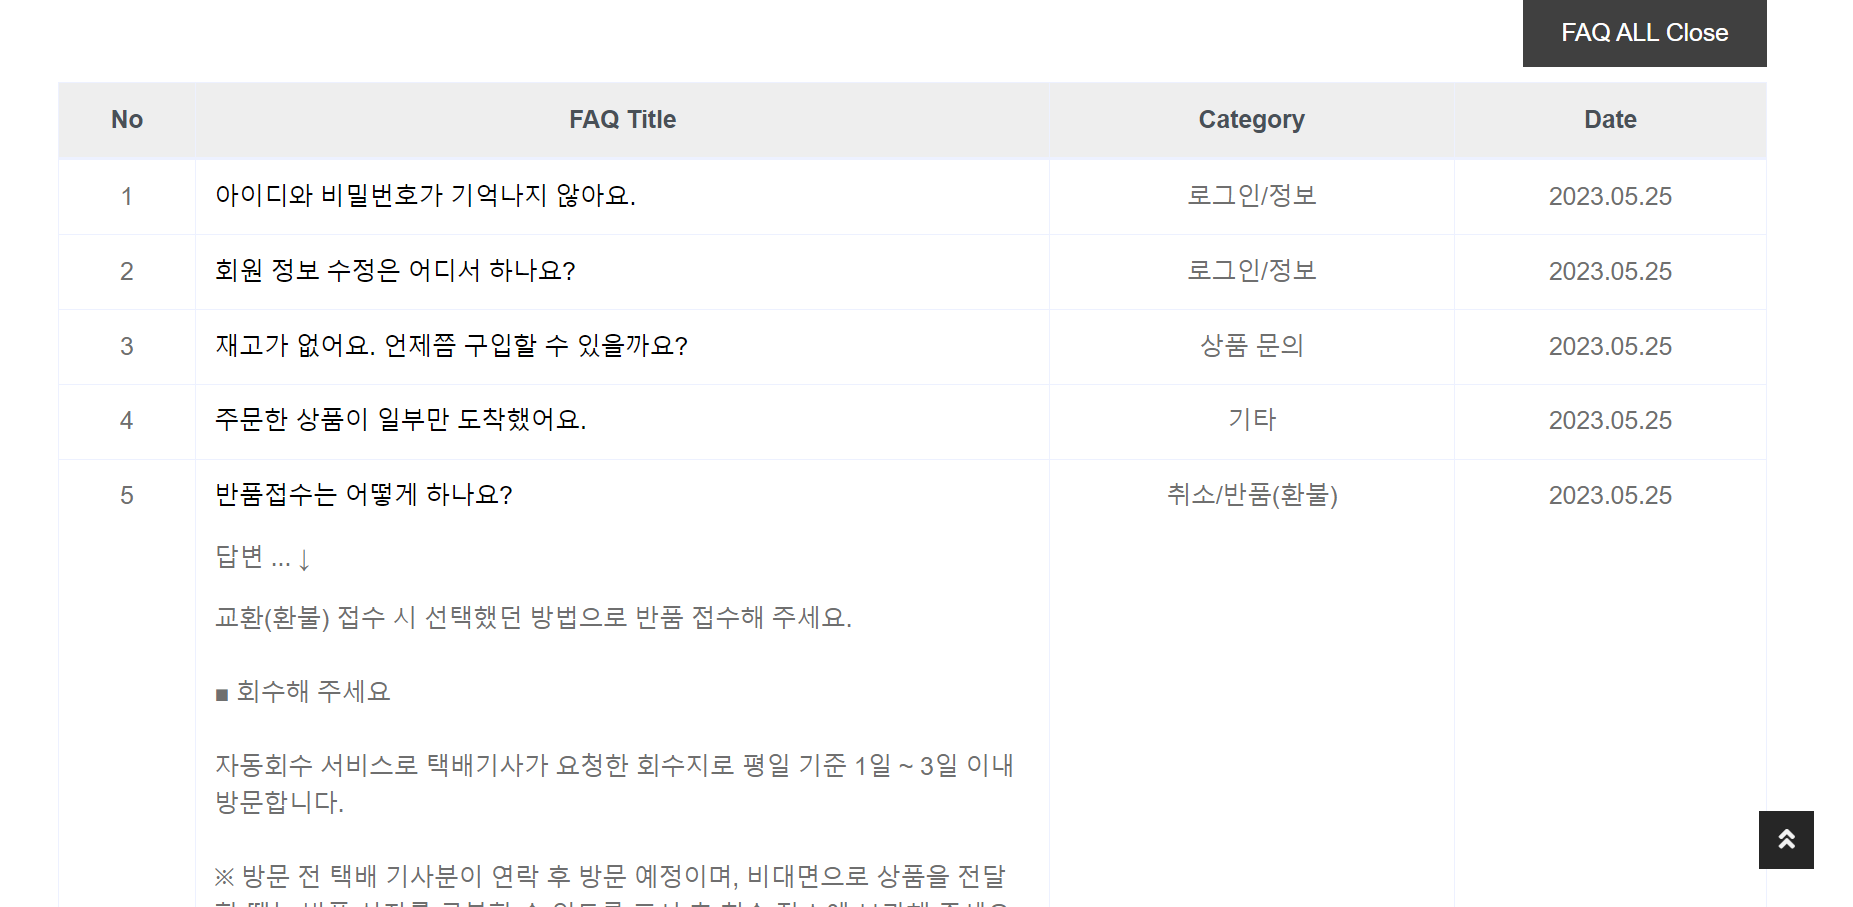 FAQ ALL Close
No FAQ Title Category Date
1 아이디와 비밀번호가 기억나지 않아요. 로그인/정보 2023.05.25
2 회원 정보 수정은 어디서 하나요? 로그인/정보 2023.05.25
3 재고가 없어요. 언제쯤 구입할 수 있을까요? 상품 문의 2023.05.25
4 주문한 상품이 일부만 도착했어요. 기타 2023.05.25
5 반품접수는 어떻게 하나요? 취소/반품(환불) 2023.05.25
답변 ... ↓
교환(환불) 접수 시 선택했던 방법으로 반품 접수해 주세요.
■ 회수해 주세요
자동회수 서비스로 택배기사가 요청한 회수지로 평일 기준 1일 ~ 3일 이내
방문합니다.
※ 방문 전 택배 기사분이 연락 후 방문 예정이며, 비대면으로 상품을 전달